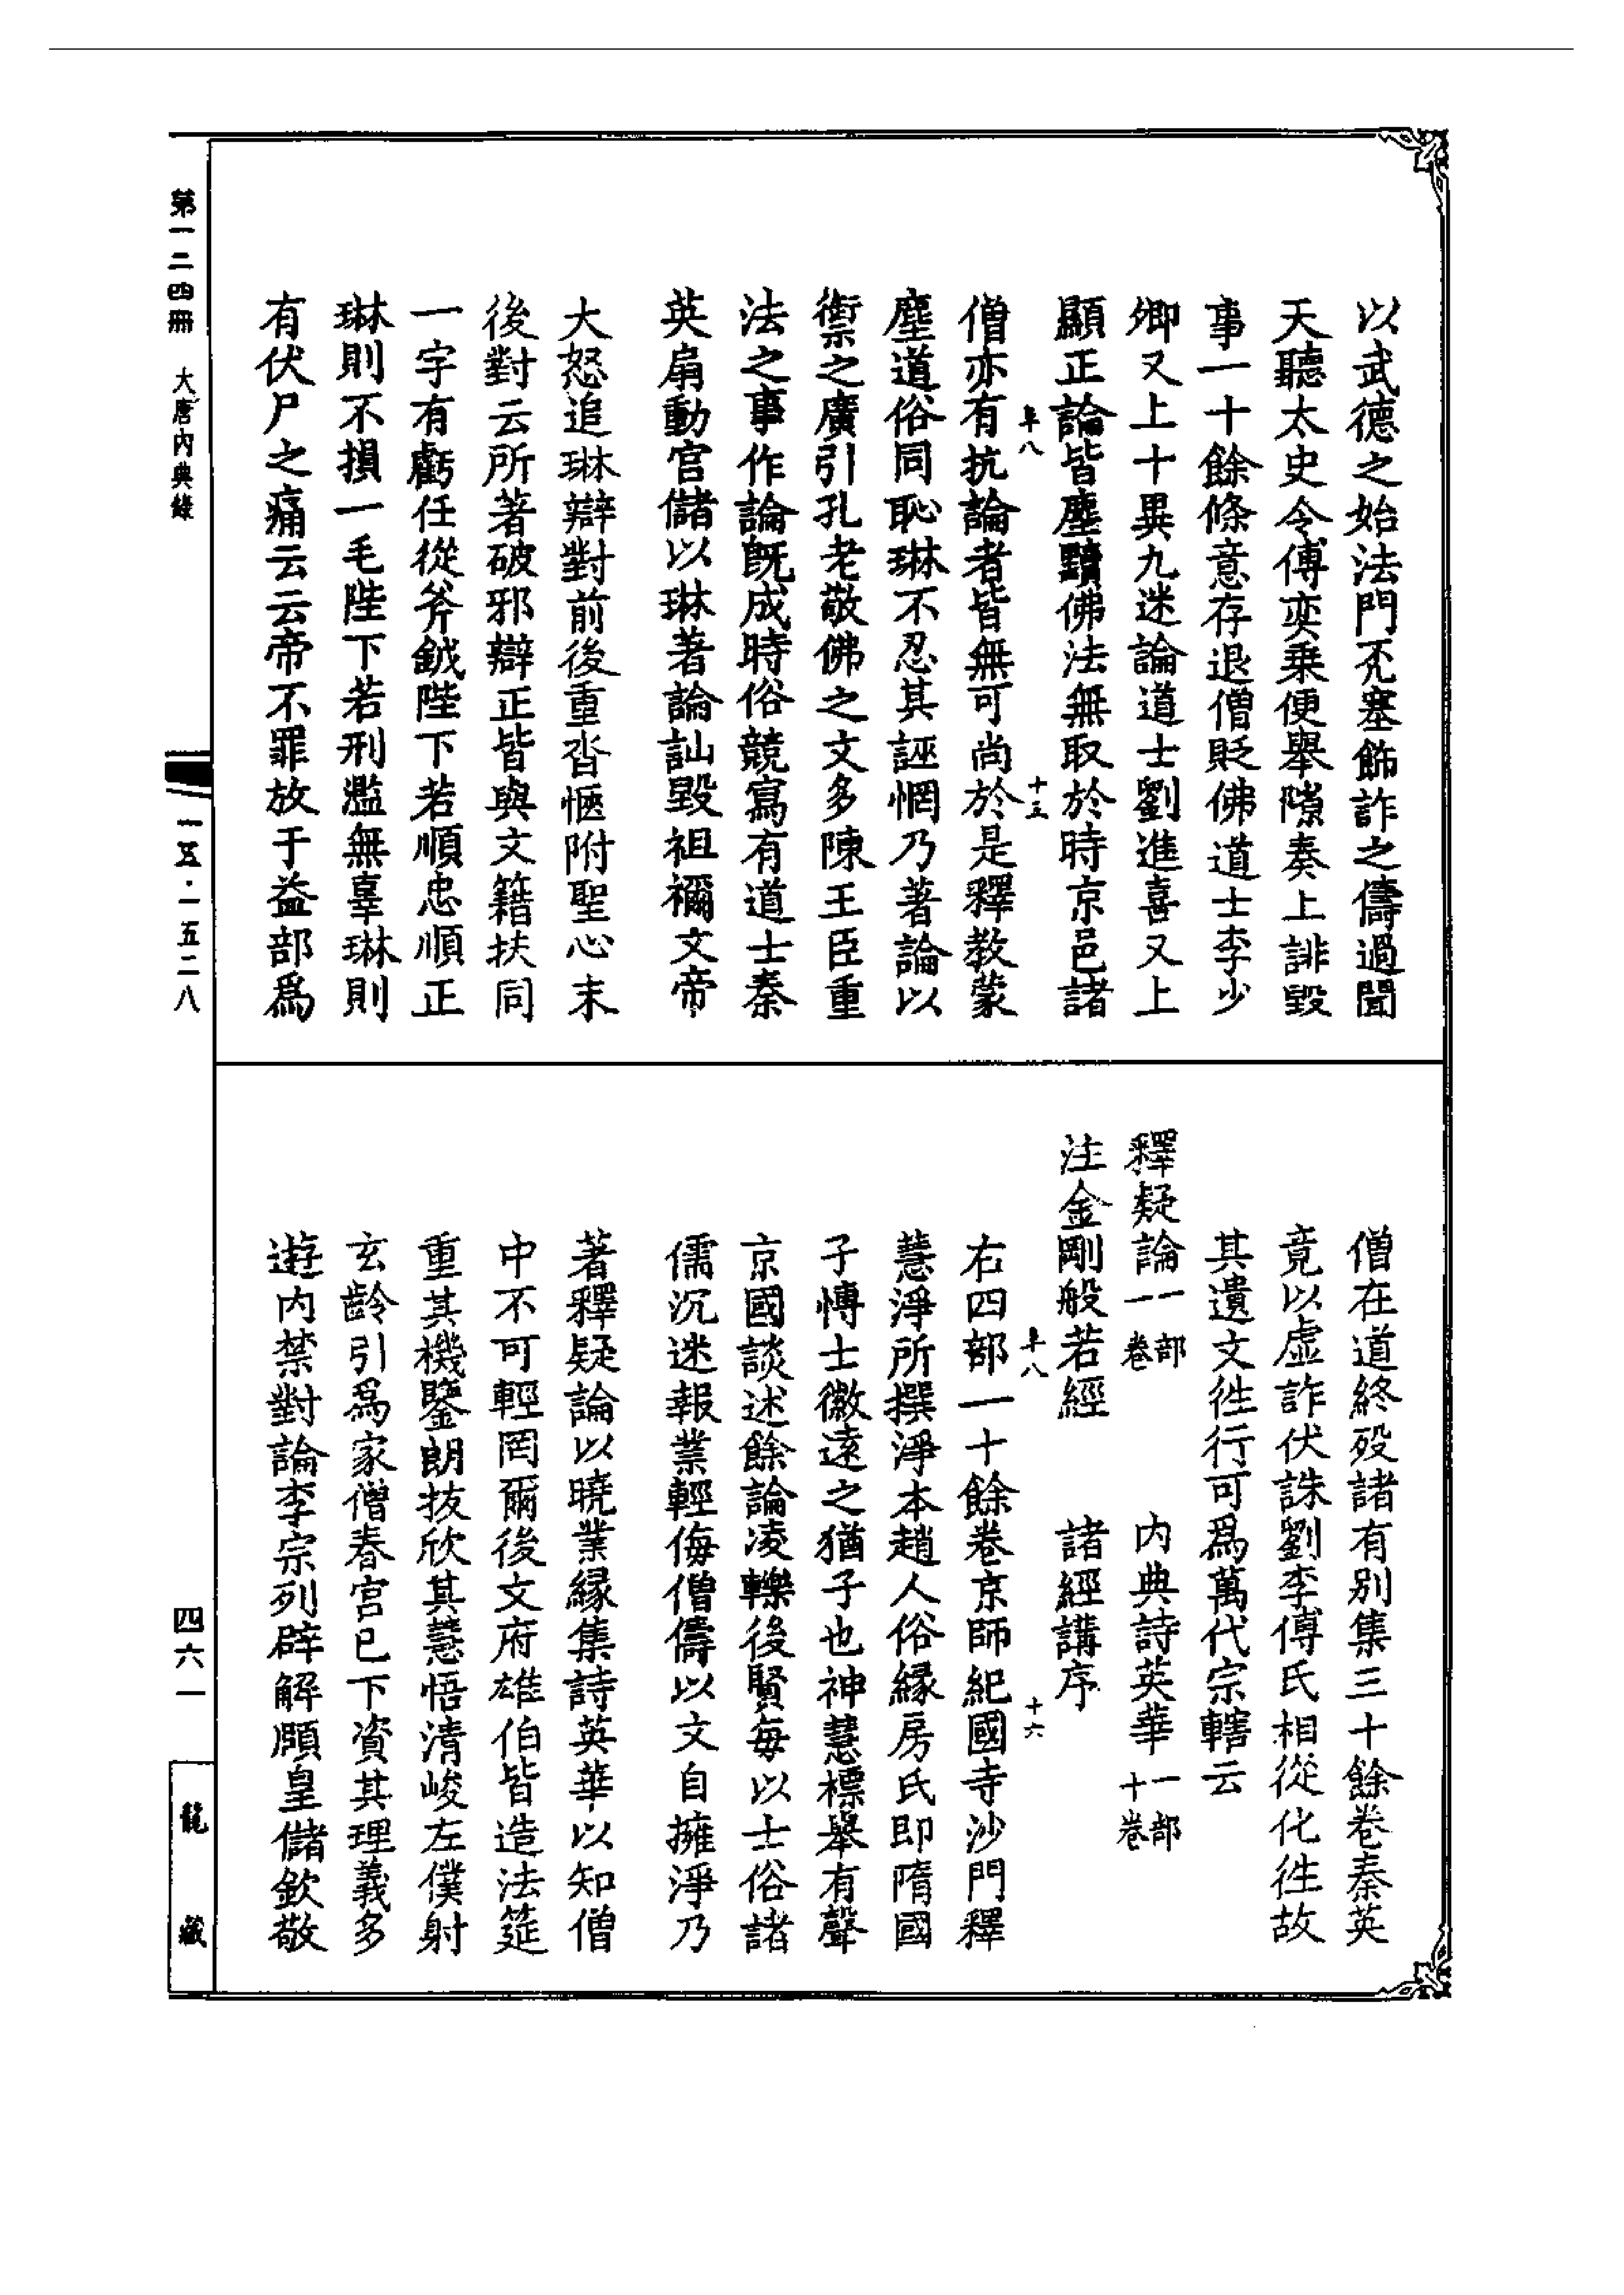 以武德之始法門否塞飾詐之儔過聞
天聽太史令傅奕乘便舉隙奏上誹毀
事一十餘條意存退僧貶佛道士李少
卿又上十異九迷論道士劉進喜又上
顯正論皆塵黷佛法無取於時京邑諸
阜八
十五
僧亦有抗論者皆無可尚於是釋教蒙
塵道俗同恥琳不忍其誣惘乃著論以
禦之廣引孔老敬佛之文多陳王臣重
法之事作論既成時俗競寫有道士秦
英扇動宮儲以琳著論訕毀祖禰文帝
大怒追琳辯對前後重沓愜附聖心末
後對云所著破邪辯正皆與文籍扶同
一字有虧任從斧鉞陛下若順忠順正
琳則不損一毛陛下若刑濫無辜琳則
有伏尸之痛云云帝不罪放于益部為
僧在道終歿諸有別集三十餘卷秦英
竟以虛詐伏誅劉李傅氏相從化徃故
其遺文徃行可為萬代宗轄云
釋疑論一部一卷 内典詩英華一部十卷
注金剛般若經 諸經講序
阜八
十六
右四部一十餘卷京師紀國寺沙門釋
慧淨所撰淨本趙人俗緣房氏即隋國
子博士徽遠之猶子也神慧標舉有聲
京國談述餘論凌轢後賢每以士俗諸
儒沉迷報業輕侮僧儔以文自擁淨乃
著釋疑論以曉業緣集詩英華以知僧
中不可輕罔爾後文府雄伯皆造法筵
重其機鑒朗拔欣其慧悟清峻左僕射
玄齡引為家僧春宮已下資其理義多
遊内禁對論李宗列辟解頤皇儲欽敬
第一二四冊 大唐內典錄
一五·一五二八
四六一
龍藏